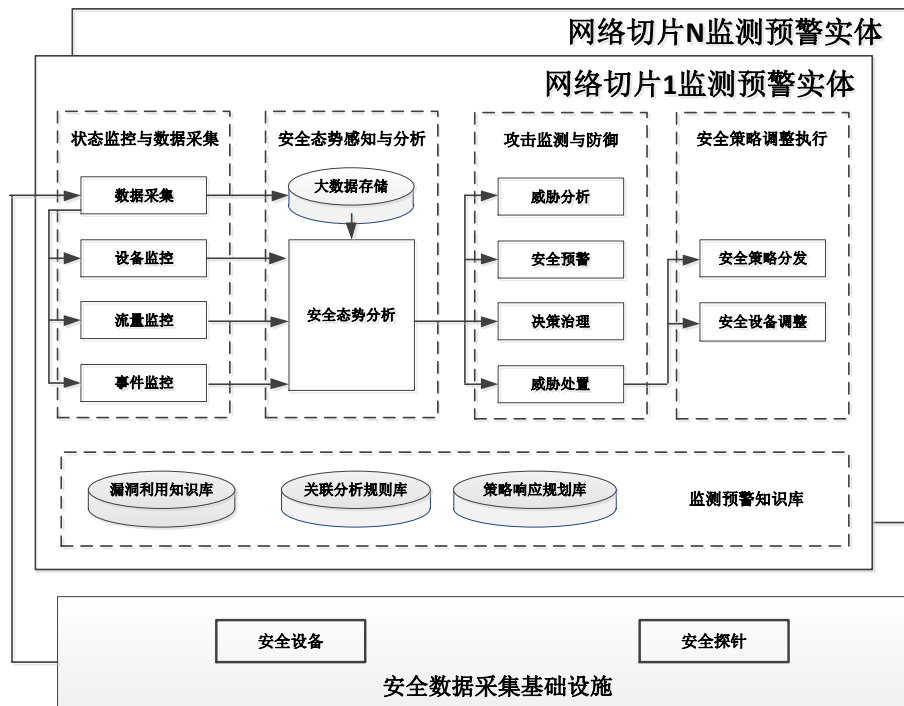 网络切片N监测预警实体
网络切片1监测预警实体
状态监控与数据采集
数据采集
设备监控
流量监控
事件监控
安全态势感知与分析
大数据存储
安全态势分析
攻击监测与防御
威胁分析
安全预警
决策治理
威胁处置
安全策略调整执行
安全策略分发
安全设备调整
漏洞利用知识库
关联分析规则库
策略响应规划库
监测预警知识库
安全设备
安全探针
安全数据采集基础设施